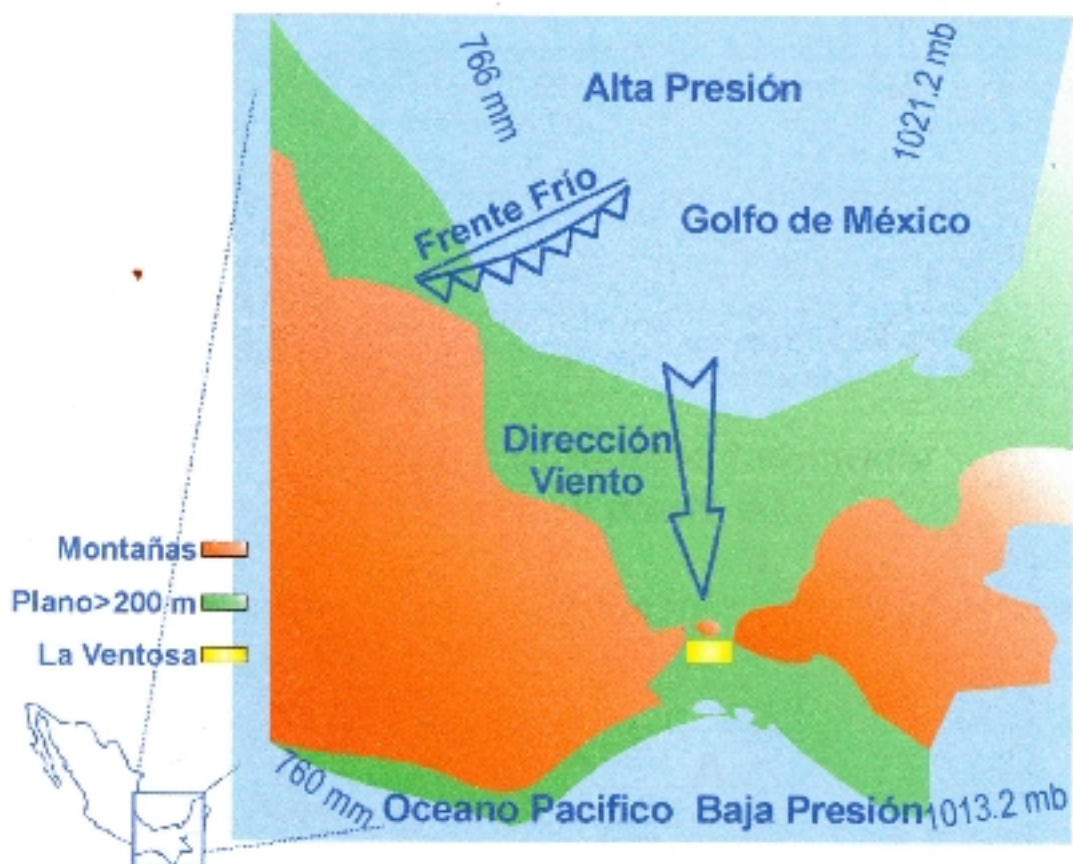 766 mm
Alta Presión
1021.2 mb
Frente Frío
Golfo de México
Dirección
Viento
Montañas
Plano>200 m
La Ventosa
760 mm
Oceano Pacifico
Baja Presión
1013.2 mb